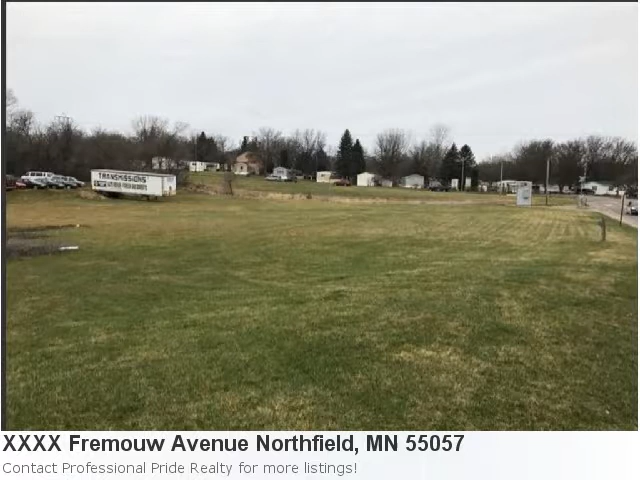 TRANSMISSIONS
XXXX Fremouw Avenue Northfield, MN 55057
Contact Professional Pride Realty for more listings!